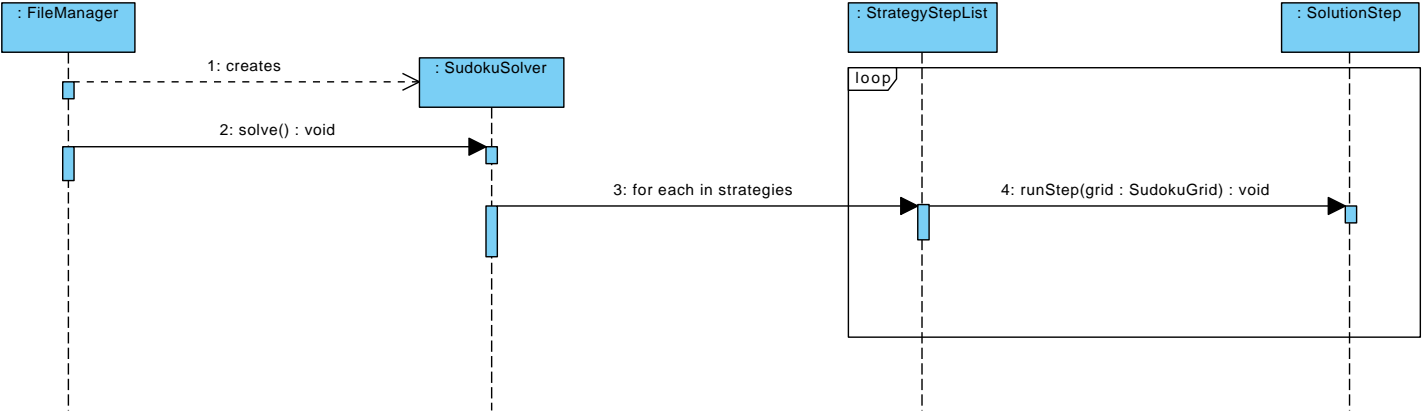 : FileManager
: StrategyStepList
: SolutionStep
1: creates
: SudokuSolver
loop
2: solve() : void
3: for each in strategies
4: runStep(grid : SudokuGrid) : void